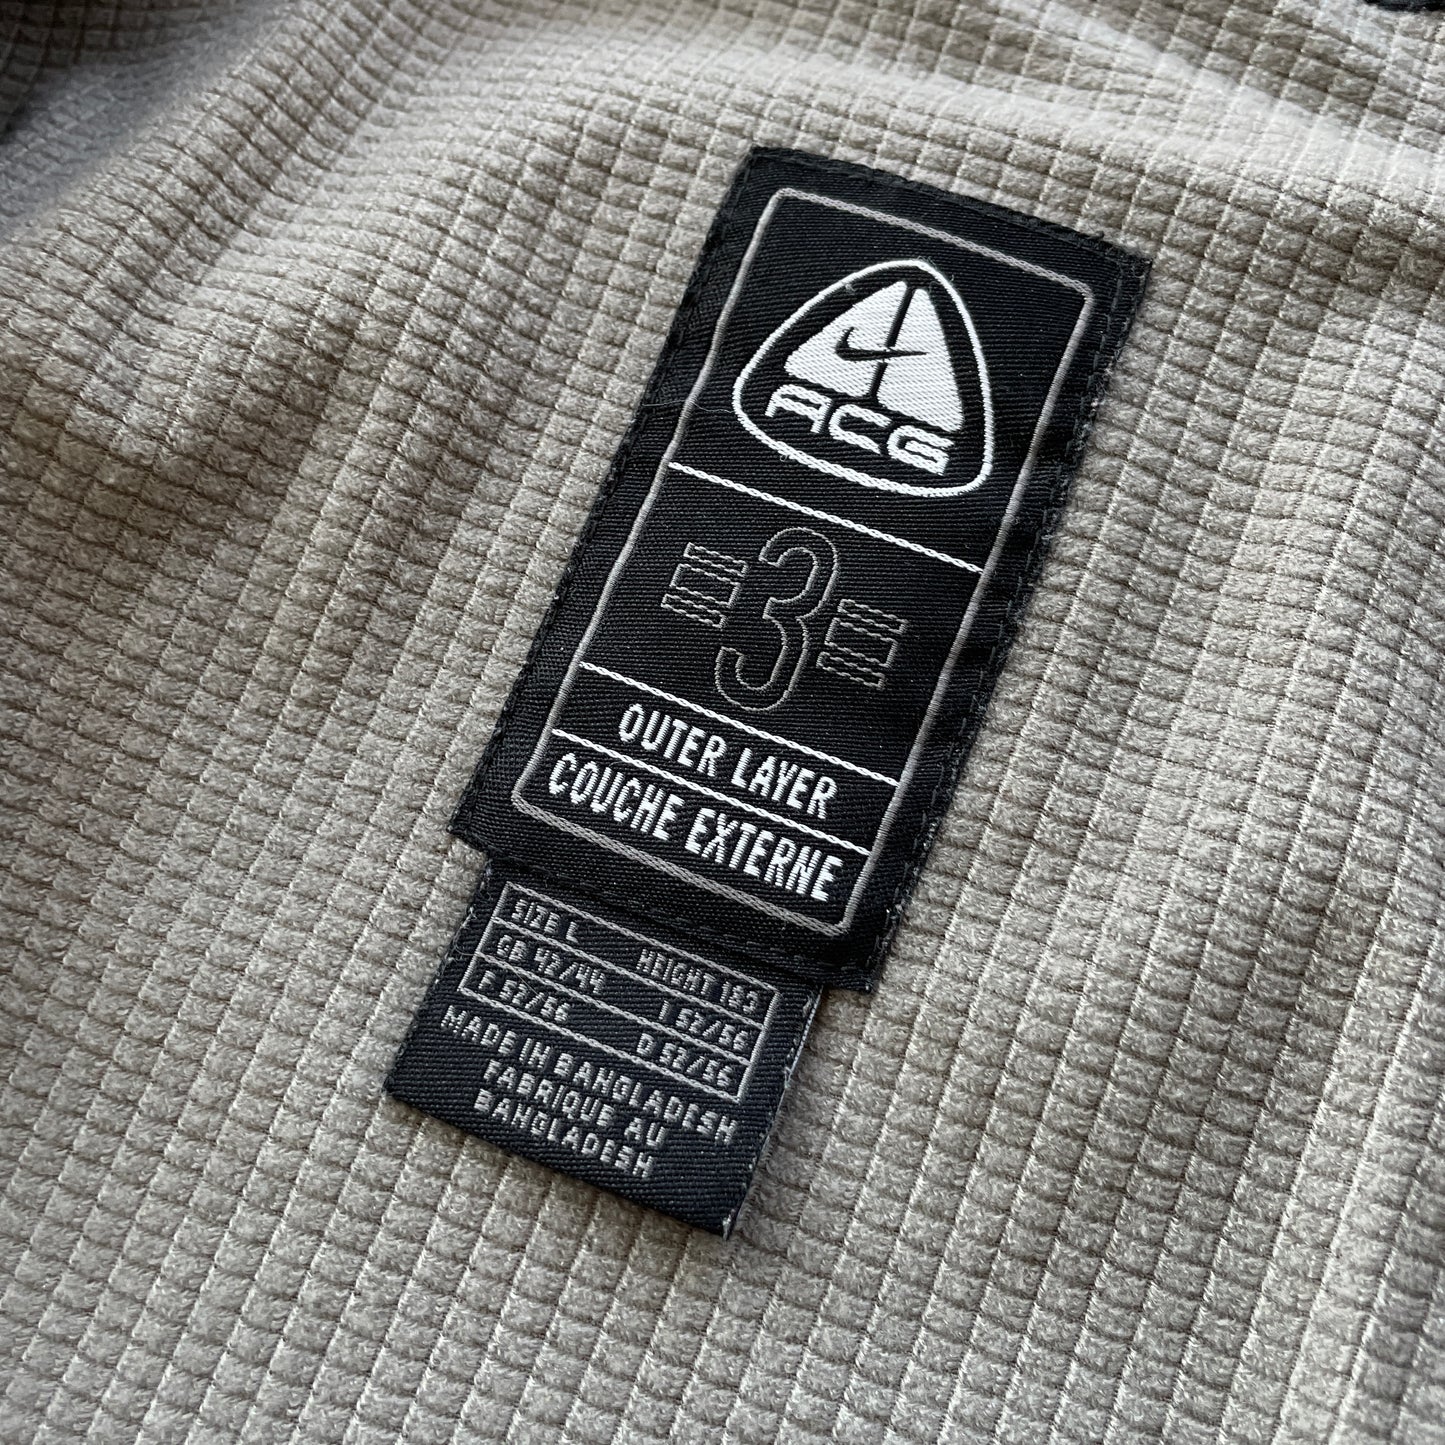 ACG
3
OUTER LAYER
COUCHE EXTERNE
SIZE L HEIGHT 183
GB 42/44 I 52/56
F 52/56 D 52/56
MADE IN BANGLADESH
FABRIQUE AU
BANGLADESH